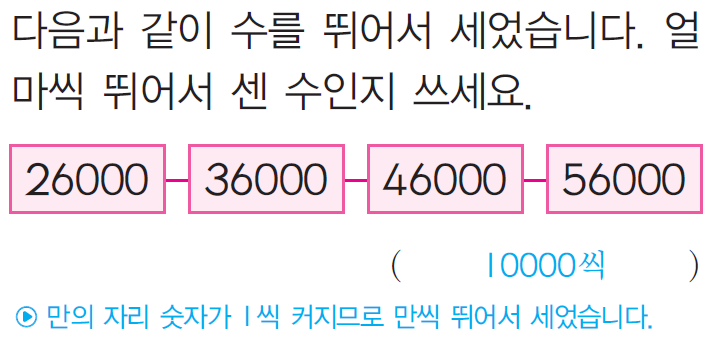 다음과 같이 수를 뛰어서 세었습니다. 얼
마씩 뛰어서 센 수인지 쓰세요.
26000 36000 46000 56000
( 10000씩 )
만의 자리 숫자가 1씩 커지므로 만씩 뛰어서 세었습니다.